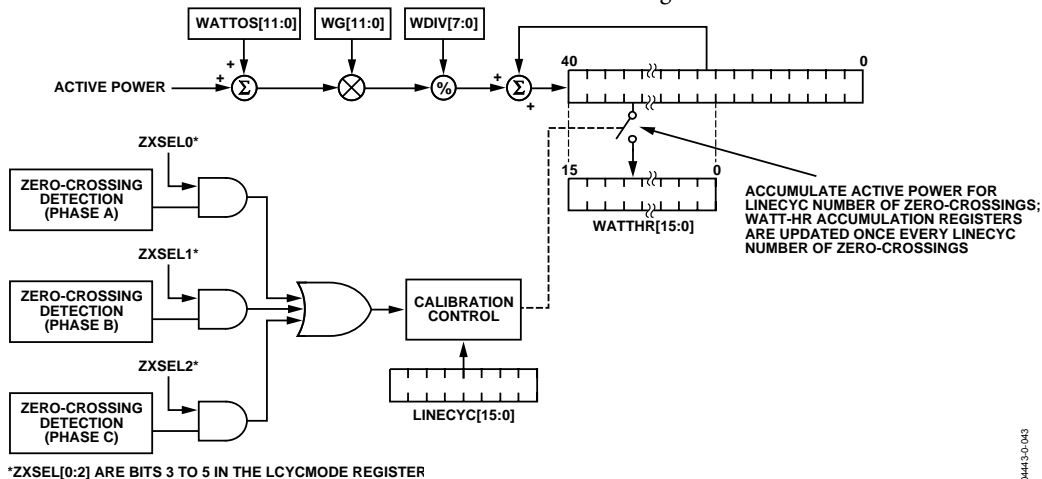 WATTOS[11:0]
WG[11:0]
WDIV[7:0]
+
+
+
+
ACTIVE POWER
Σ
%
Σ
40
0
ZXSEL0*
15
0
ZERO-CROSSING
DETECTION
(PHASE A)
WATTHR[15:0]
ACCUMULATE ACTIVE POWER FOR
LINECYC NUMBER OF ZERO-CROSSINGS;
WATT-HR ACCUMULATION REGISTERS
ARE UPDATED ONCE EVERY LINECYC
NUMBER OF ZERO-CROSSINGS
ZXSEL1*
ZERO-CROSSING
DETECTION
(PHASE B)
CALIBRATION
CONTROL
ZXSEL2*
ZERO-CROSSING
DETECTION
(PHASE C)
LINECYC[15:0]
*ZXSEL[0:2] ARE BITS 3 TO 5 IN THE LCYCMODE REGISTER
04443-0-043